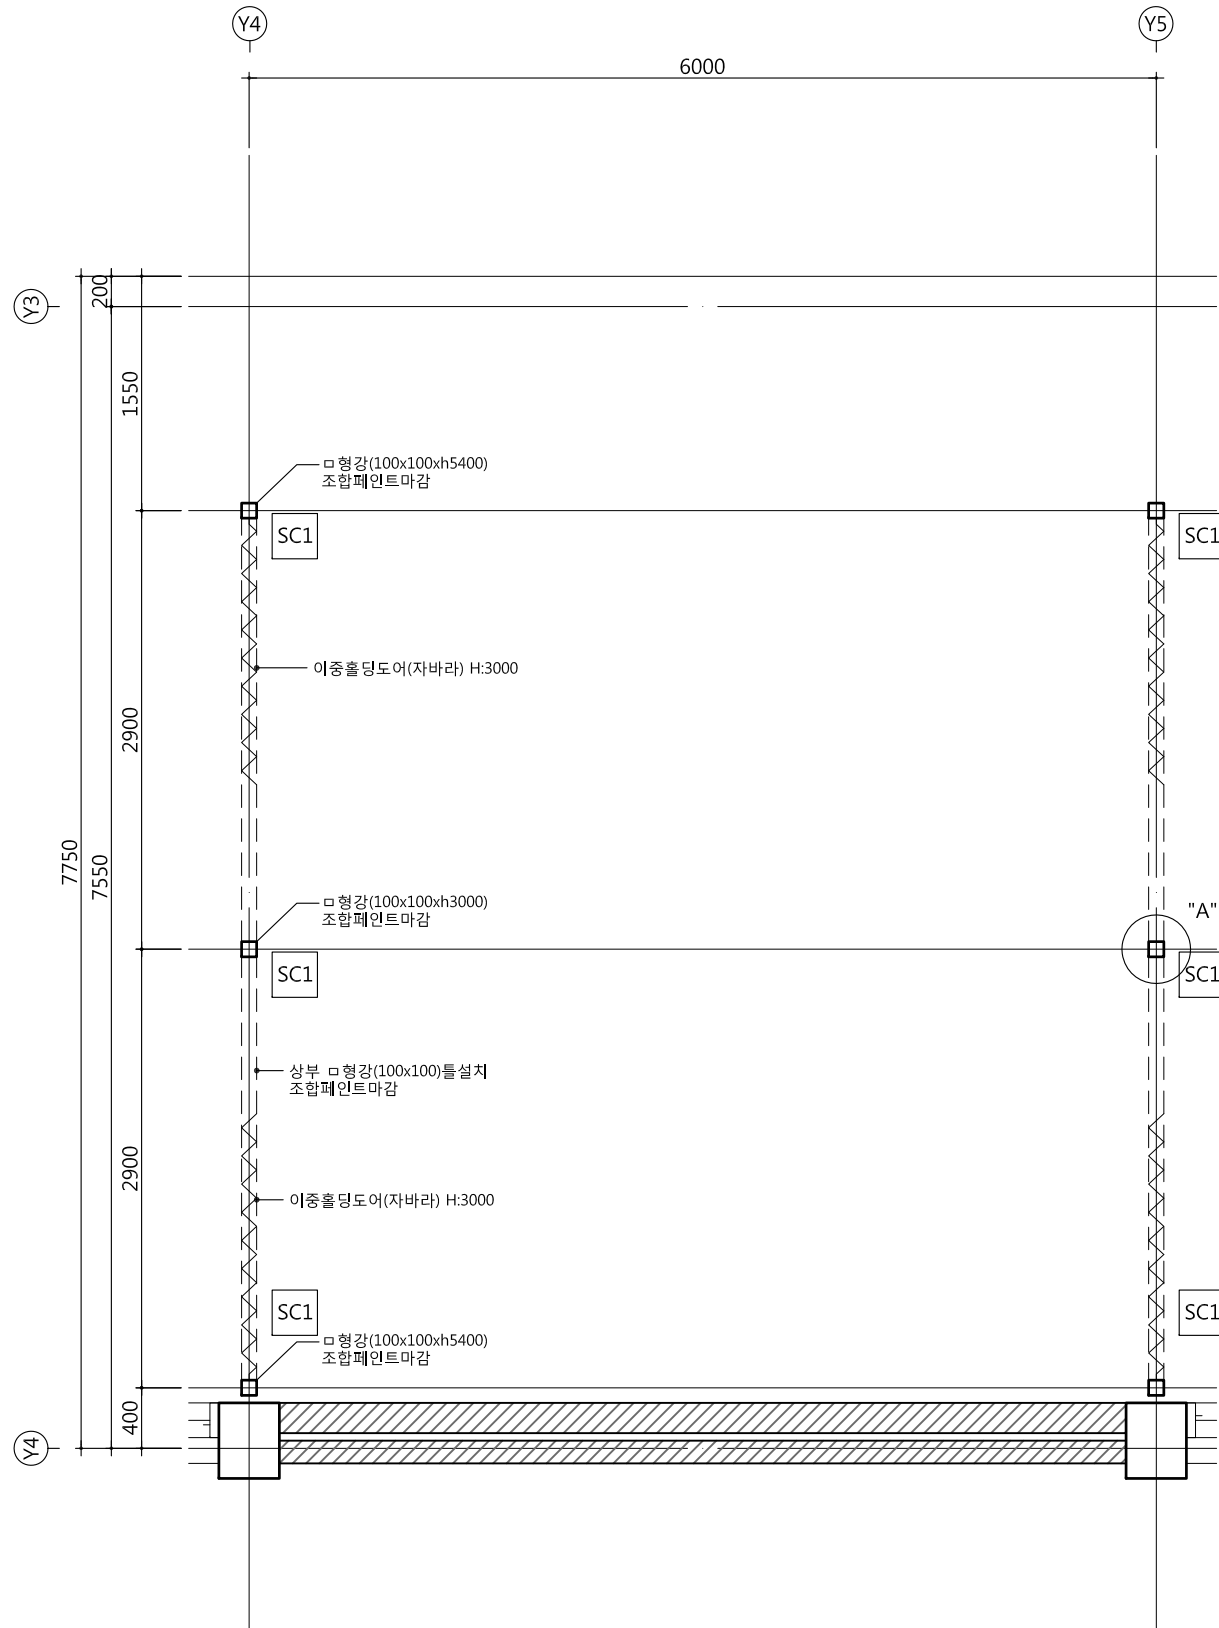 Y4
Y5
6000
Y3
200
1550
ㅁ형강(100x100xh5400)
조합페인트마감
SC1
SC1
이중홀딩도어(자바라) H:3000
2900
7750
7550
ㅁ형강(100x100xh3000)
조합페인트마감
"A"
SC1
SC1
상부 ㅁ형강(100x100)틀설치
조합페인트마감
2900
이중홀딩도어(자바라) H:3000
SC1
SC1
ㅁ형강(100x100xh5400)
조합페인트마감
400
Y4